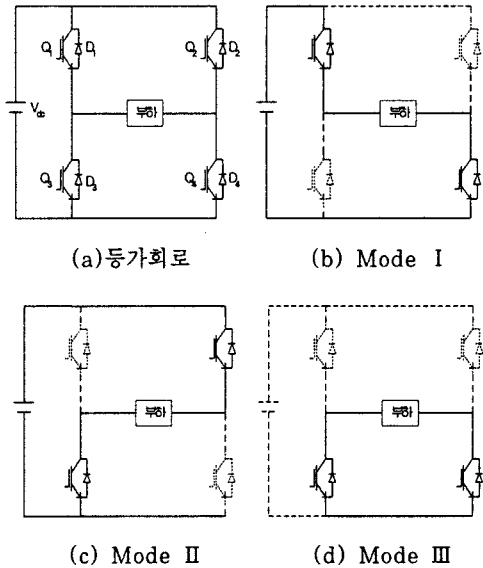 Q₁ D₁ Q₂ D₂
V_dc 부하 부하
Q₃ D₃ Q₄ D₄
(a)등가회로 (b) Mode Ⅰ
부하 부하
(c) Mode Ⅱ (d) Mode Ⅲ